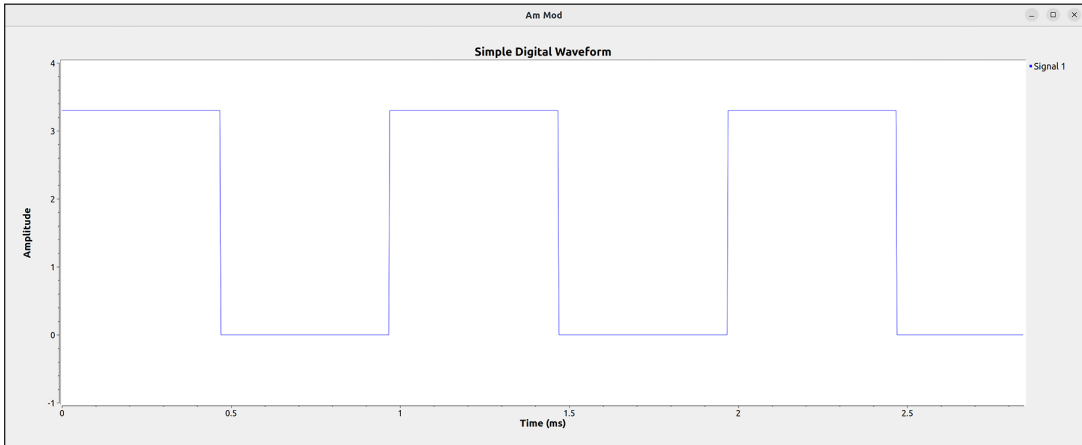 Am Mod
Simple Digital Waveform
Signal 1
4
3
2
1
0
-1
Amplitude
0 0.5 1 1.5 2 2.5
Time (ms)